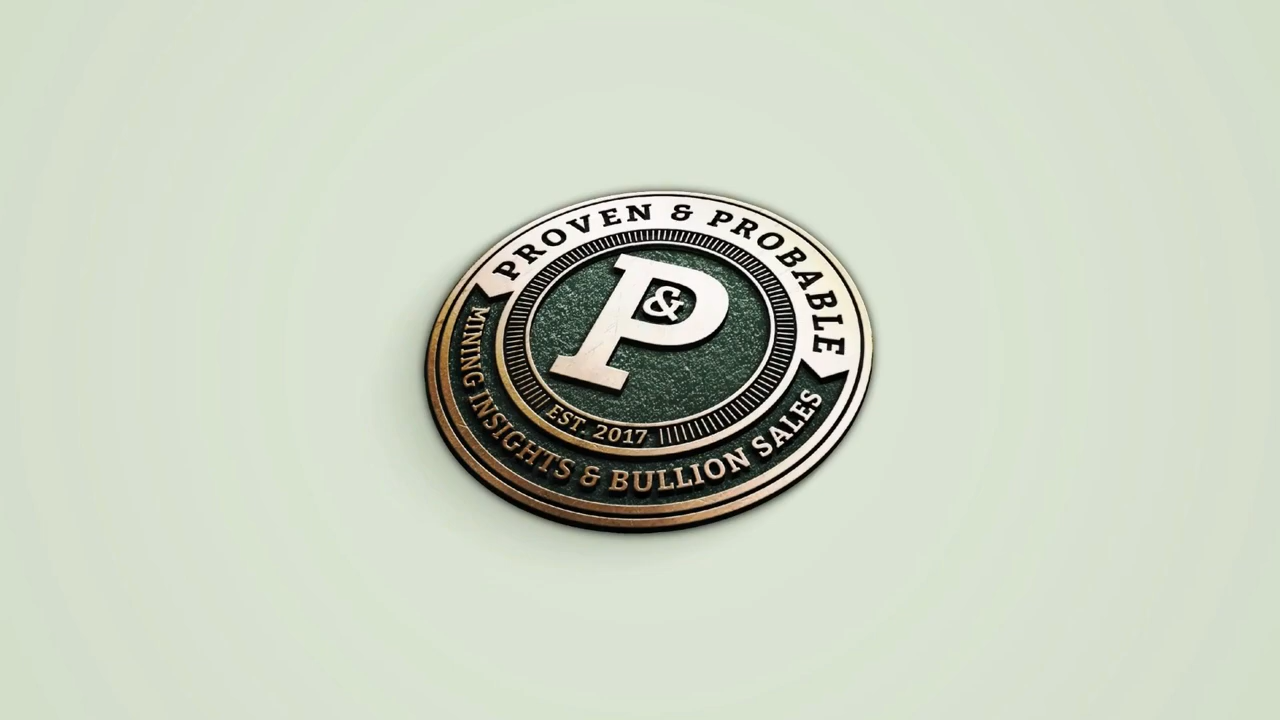 PROVEN & PROBABLE
P&
EST. 2017
MINING INSIGHTS & BULLION SALES